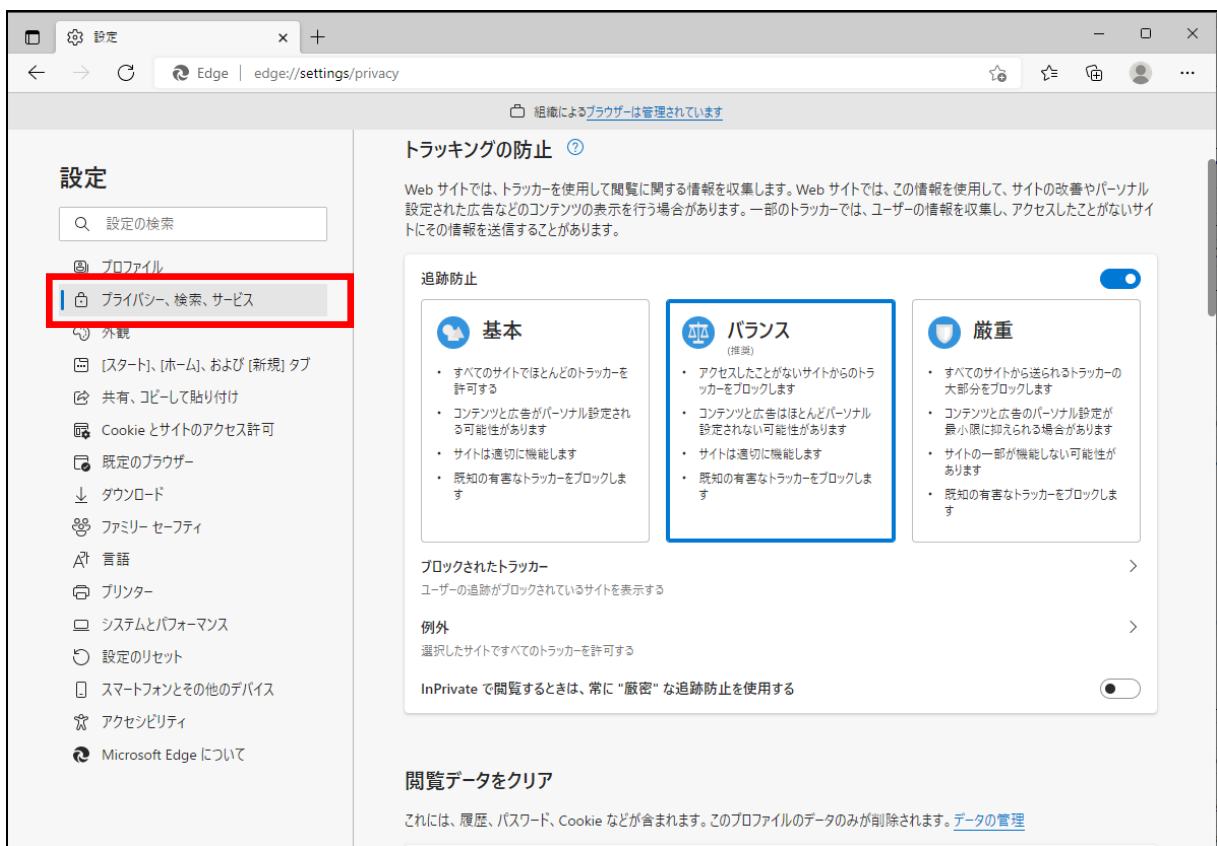 設定
Edge | edge://settings/privacy
組織によるブラウザーは管理されています
設定
設定の検索
プロファイル
プライバシー、検索、サービス
外観
[スタート]、[ホーム]、および [新規] タブ
共有、コピーして貼り付け
Cookie とサイトのアクセス許可
既定のブラウザー
ダウンロード
ファミリー セーフティ
言語
プリンター
システムとパフォーマンス
設定のリセット
スマートフォンとその他のデバイス
アクセシビリティ
Microsoft Edge について
トラッキングの防止
Web サイトでは、トラッカーを使用して閲覧に関する情報を収集します。Web サイトでは、この情報を使用して、サイトの改善やパーソナル
設定された広告などのコンテンツの表示を行う場合があります。一部のトラッカーでは、ユーザーの情報を収集し、アクセスしたことがないサイ
トにその情報を送信することがあります。
追跡防止
基本
・ すべてのサイトでほとんどのトラッカーを
許可する
・ コンテンツと広告がパーソナル設定され
る可能性があります
・ サイトは適切に機能します
・ 既知の有害なトラッカーをブロックしま
す
バランス
(推奨)
・ アクセスしたことがないサイトからのトラ
ッカーをブロックします
・ コンテンツと広告はほとんどパーソナル
設定されない可能性があります
・ サイトは適切に機能します
・ 既知の有害なトラッカーをブロックしま
す
厳重
・ すべてのサイトから送られるトラッカーの
大部分をブロックします
・ コンテンツと広告のパーソナル設定が
最小限に抑えられる場合があります
・ サイトの一部が機能しない可能性が
あります
・ 既知の有害なトラッカーをブロックしま
す
ブロックされたトラッカー
ユーザーの追跡がブロックされているサイトを表示する
例外
選択したサイトですべてのトラッカーを許可する
InPrivate で閲覧するときは、常に "厳密" な追跡防止を使用する
閲覧データをクリア
これには、履歴、パスワード、Cookie などが含まれます。このプロファイルのデータのみが削除されます。データの管理